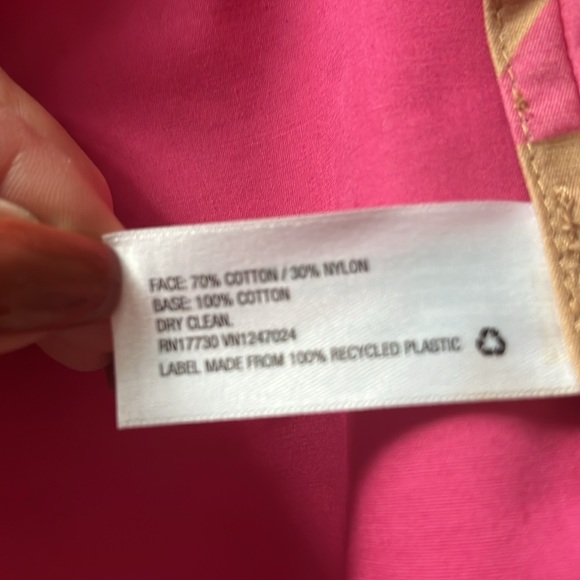 FACE: 70% COTTON / 30% NYLON
BASE: 100% COTTON
DRY CLEAN.
RN17730 VN1247024
LABEL MADE FROM 100% RECYCLED PLASTIC